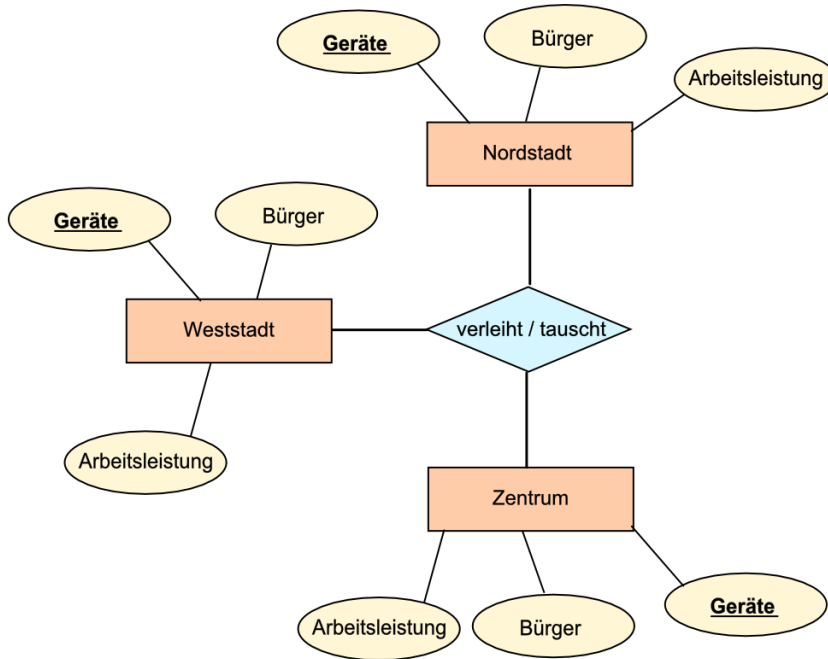 Geräte
Bürger
Arbeitsleistung
Nordstadt
Geräte
Bürger
Weststadt
verleiht / tauscht
Arbeitsleistung
Zentrum
Arbeitsleistung
Bürger
Geräte